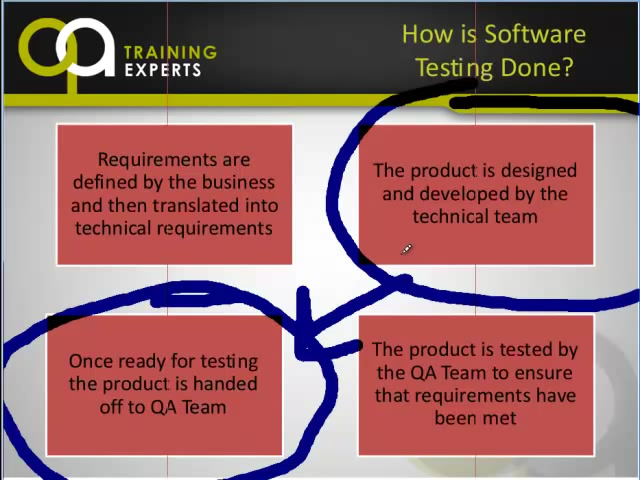 QA
TRAINING
EXPERTS
How is Software
Testing Done?
Requirements are
defined by the business
and then translated into
technical requirements
The product is designed
and developed by the
technical team
Once ready for testing
the product is handed
off to QA Team
The product is tested by
the QA Team to ensure
that requirements have
been met